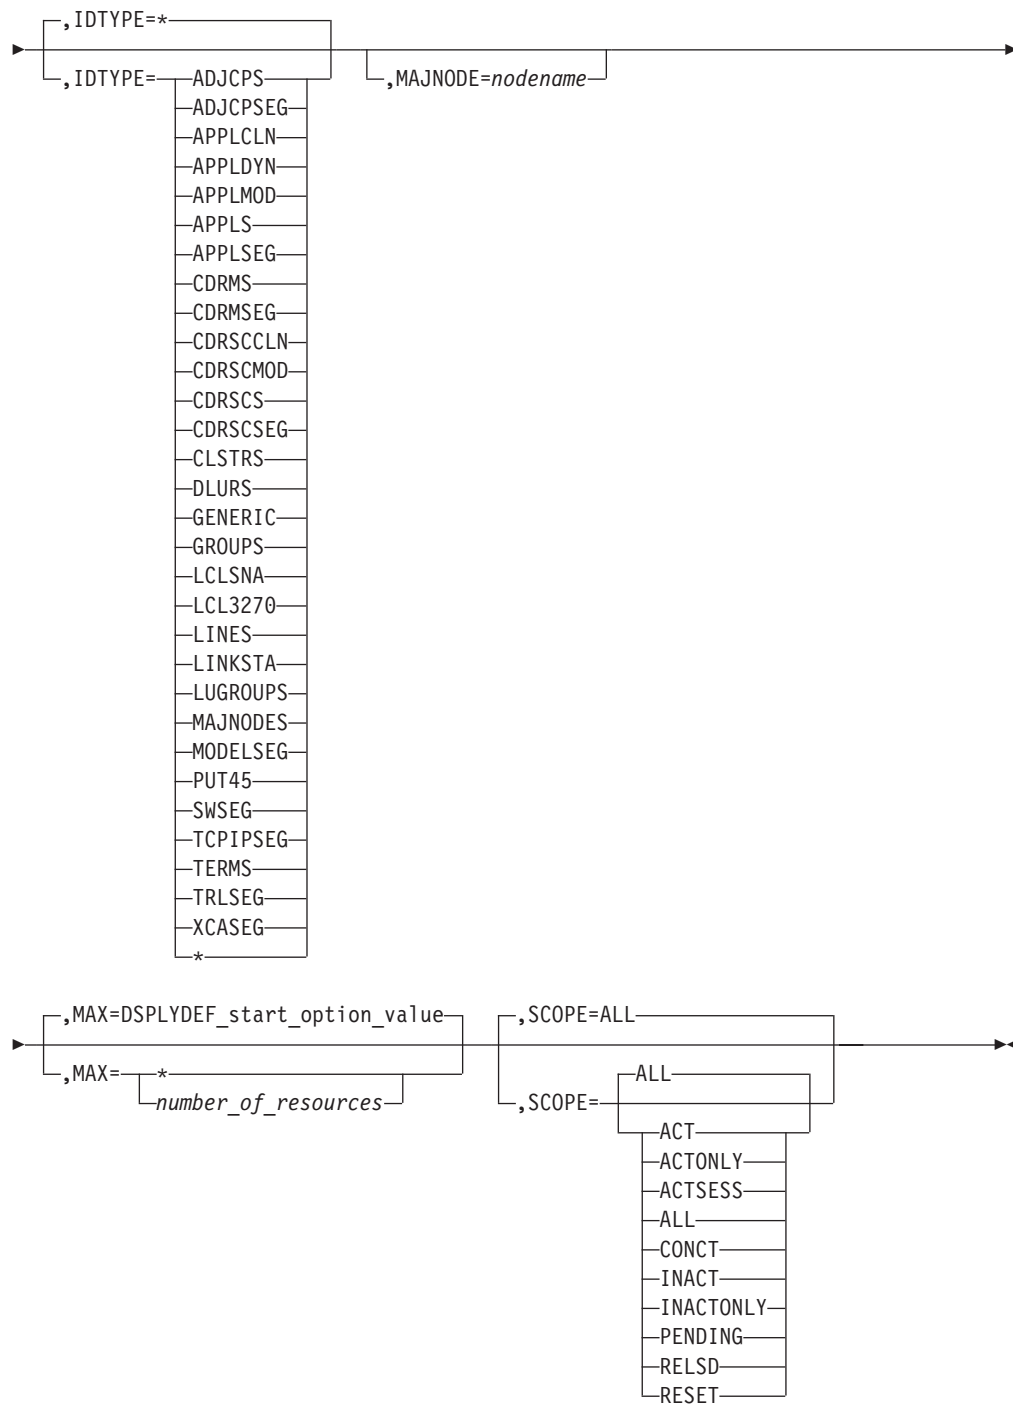 ,IDTYPE=*
,IDTYPE= ADJCPS ,MAJNODE=nodename
ADJCPSEG
APPLCLN
APPLDYN
APPLMOD
APPLS
APPLSEG
CDRMS
CDRMSEG
CDRSCCLN
CDRSCMOD
CDRSCS
CDRSCSEG
CLSTRS
DLURS
GENERIC
GROUPS
LCLSNA
LCL3270
LINES
LINKSTA
LUGROUPS
MAJNODES
MODELSEG
PUT45
SWSEG
TCPIPSEG
TERMS
TRLSEG
XCASEG
*
,MAX=DSPLYDEF_start_option_value ,SCOPE=ALL
,MAX= * ALL
number_of_resources ,SCOPE=
ACT
ACTONLY
ACTSESS
ALL
CONCT
INACT
INACTONLY
PENDING
RELSD
RESET